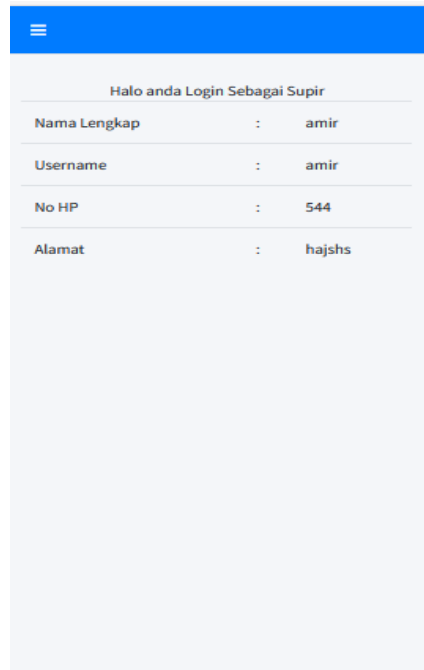 Halo anda Login Sebagai Supir
Nama Lengkap : amir
Username : amir
No HP : 544
Alamat : hajshs